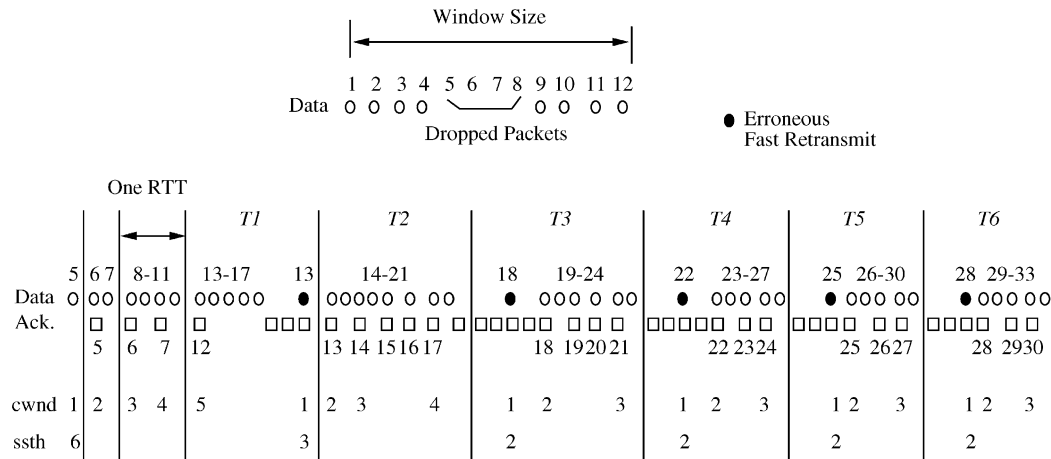 Window Size
1 2 3 4 5 6 7 8 9 10 11 12
Data
Dropped Packets
Erroneous
Fast Retransmit
One RTT
T1 T2 T3 T4 T5 T6
5 6 7 8-11 13-17 13 14-21 18 19-24 22 23-27 25 26-30 28 29-33
Data
Ack.
5 6 7 12 13 14 15 16 17 18 19 20 21 22 23 24 25 26 27 28 29 30
cwnd 1 2 3 4 5 1 2 3 4 1 2 3 1 2 3 1 2 3 1 2 3
ssth 6 3 2 2 2 2